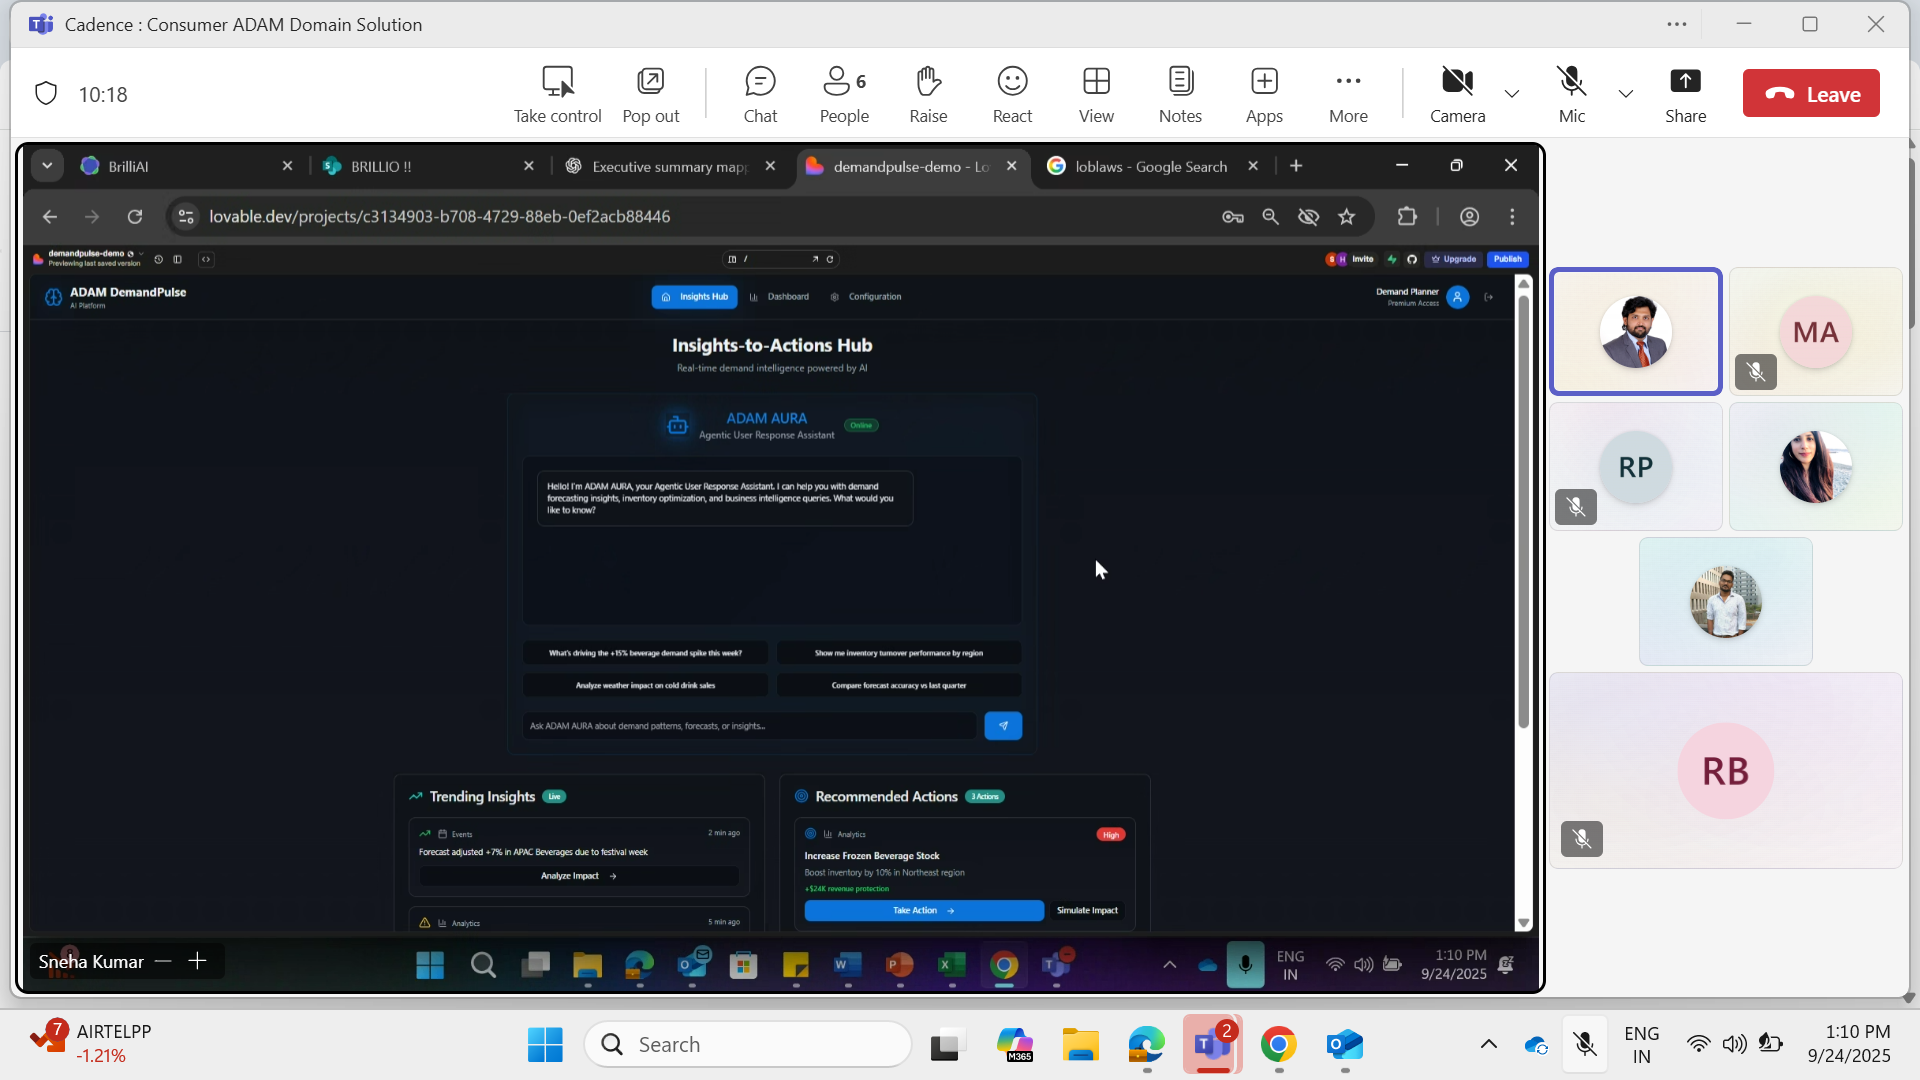 Cadence : Consumer ADAM Domain Solution
10:18
Take control
Pop out
Chat
6
People
Raise
React
View
Notes
Apps
More
Camera
Mic
Share
Leave
BrilliAI
BRILLIO !!
Executive summary map
demandpulse-demo - Lo
loblaws - Google Search
lovable.dev/projects/c3134903-b708-4729-88eb-0ef2acb88446
demandpulse-demo
Previewing last saved version
/
S
H
Invite
Upgrade
Publish
ADAM DemandPulse
AI Platform
Insights Hub
Dashboard
Configuration
Demand Planner
Premium Access
Insights-to-Actions Hub
Real-time demand intelligence powered by AI
ADAM AURA
Agentic User Response Assistant
Online
Hello! I'm ADAM AURA, your Agentic User Response Assistant. I can help you with demand
forecasting insights, inventory optimization, and business intelligence queries. What would you
like to know?
What's driving the +15% beverage demand spike this week?
Show me inventory turnover performance by region
Analyze weather impact on cold drink sales
Compare forecast accuracy vs last quarter
Ask ADAM AURA about demand patterns, forecasts, or insights...
Trending Insights
Live
Events
2 min ago
Forecast adjusted +7% in APAC Beverages due to festival week
Analyze Impact
Analytics
5 min ago
Recommended Actions
3 Actions
Analytics
High
Increase Frozen Beverage Stock
Boost inventory by 10% in Northeast region
+$24K revenue protection
Take Action
Simulate Impact
Sneha Kumar
ENG
IN
1:10 PM
9/24/2025
MA
RP
RB
7
AIRTELPP
-1.21%
Search
M365
2
ENG
IN
1:10 PM
9/24/2025